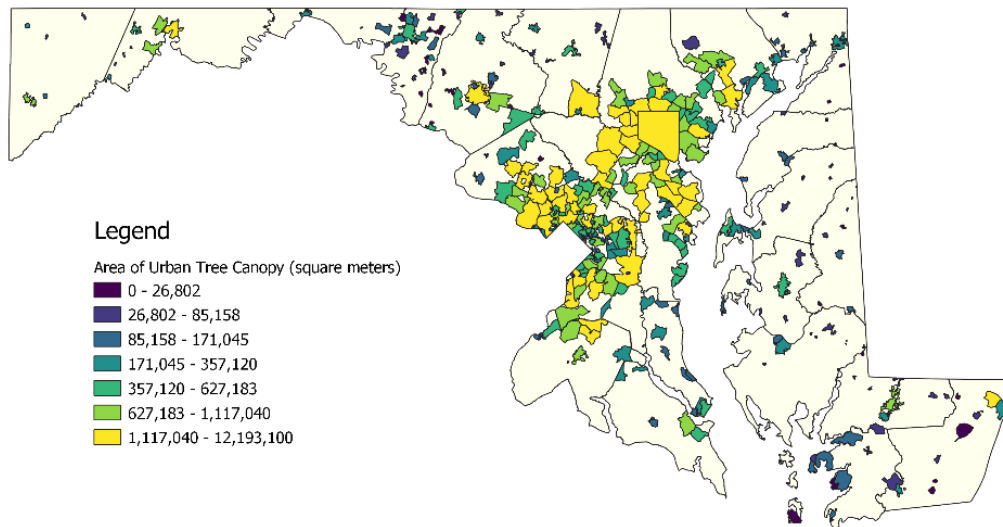 Legend
Area of Urban Tree Canopy (square meters)
0 - 26,802
26,802 - 85,158
85,158 - 171,045
171,045 - 357,120
357,120 - 627,183
627,183 - 1,117,040
1,117,040 - 12,193,100